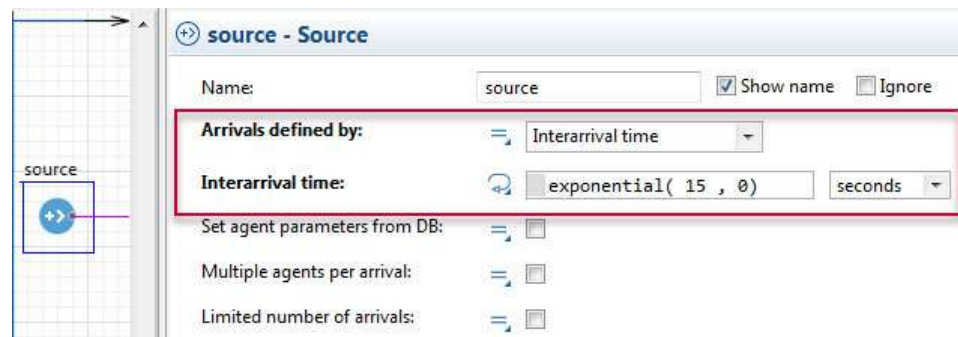 source - Source
Name: source Show name Ignore
Arrivals defined by: Interarrival time
source
Interarrival time: exponential( 15 , 0) seconds
Set agent parameters from DB:
Multiple agents per arrival:
Limited number of arrivals: